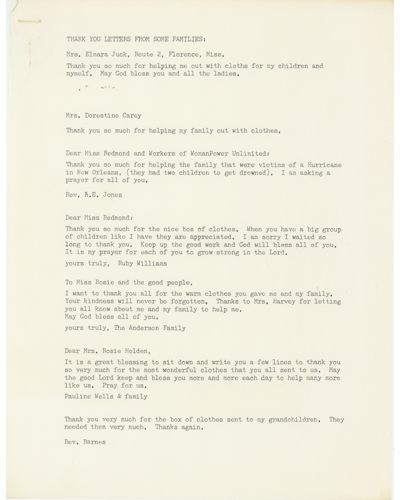 THANK YOU LETTERS FROM SOME FAMILIES:
Mrs. Elmara Juck, Route 2, Florence, Miss.
Thank you so much for helping me out with cloths for my children and
myself. May God bless you and all the ladies.
Mrs. Dorestine Carey
Thank you so much for helping my family out with clothes.
Dear Miss Redmond and Workers of WomanPower Unlimited:
Thank you so much for helping the family that were victims of a Hurricane
in New Orleans, (they had two children to get drowned). I am asking a
prayer for all of you.
Rev. A.E. Jones
Dear Miss Redmond:
Thank you so much for the nice box of clothes. When you have a big group
of children like I have they are appreciated. I am sorry I waited so
long to thank you. Keep up the good work and God will bless all of you.
It is my prayer for each of you to grow strong in the Lord.
yours truly, Ruby Williams
To Miss Rosie and the good people,
I want to thank you all for the warm clothes you gave me and my family.
Your kindness will never be forgotten. Thanks to Mrs. Harvey for letting
you all know about me and my family to help me.
May God bless all of you.
yours truly, The Anderson Family
Dear Mrs. Rosie Holden,
It is a great blessing to sit down and write you a few lines to thank you
so very much for the most wonderful clothes that you all sent to us. May
the good Lord keep and bless you more and more each day to help many more
like us. Pray for us.
Pauline Wells & family
Thank you very much for the box of clothes sent to my grandchildren. They
needed them very much. Thanks again.
Rev. Barnes